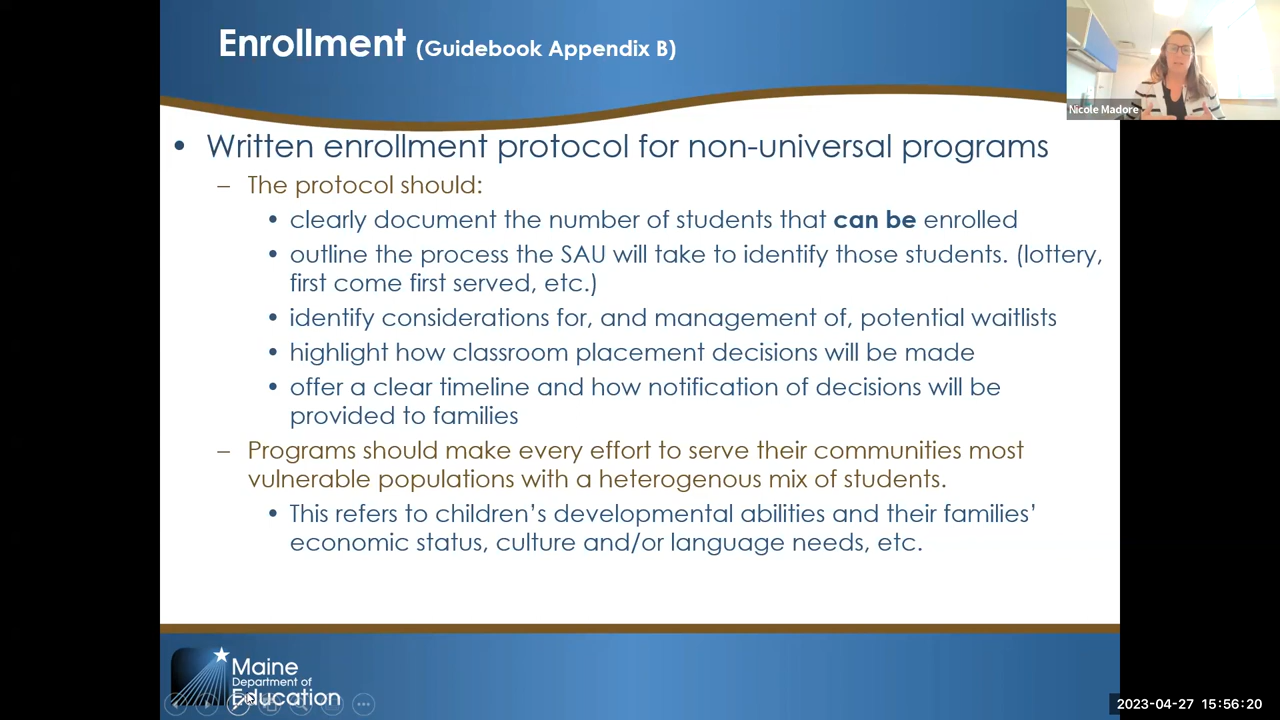 Enrollment (Guidebook Appendix B)
Nicole Madore
• Written enrollment protocol for non-universal programs
– The protocol should:
• clearly document the number of students that can be enrolled
• outline the process the SAU will take to identify those students. (lottery,
first come first served, etc.)
• identify considerations for, and management of, potential waitlists
• highlight how classroom placement decisions will be made
• offer a clear timeline and how notification of decisions will be
provided to families
– Programs should make every effort to serve their communities most
vulnerable populations with a heterogenous mix of students.
• This refers to children’s developmental abilities and their families’
economic status, culture and/or language needs, etc.
Maine
Department of
Education
2023-04-27 15:56:20